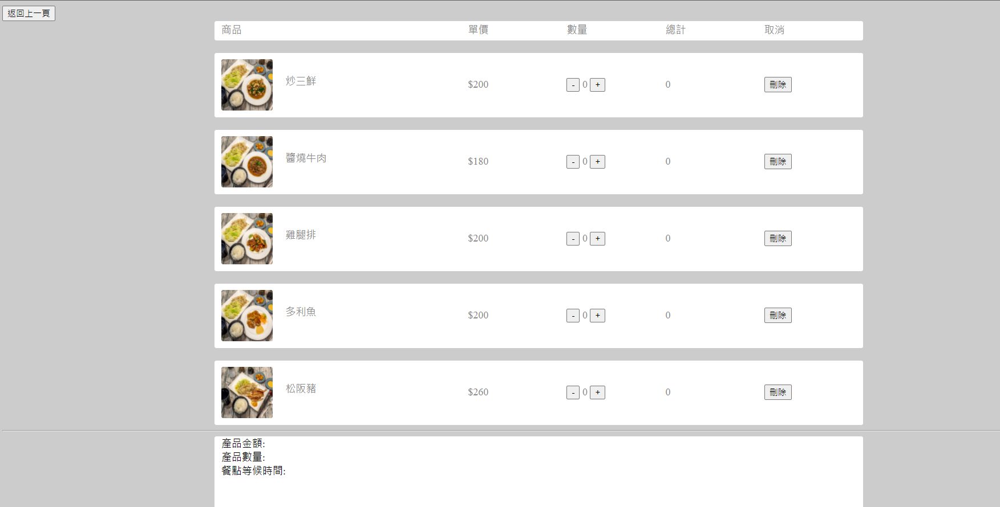 返回上一頁
商品 單價 數量 總計 取消
炒三鮮 $200 - 0 + 0 刪除
醬燒牛肉 $180 - 0 + 0 刪除
雞腿排 $200 - 0 + 0 刪除
多利魚 $200 - 0 + 0 刪除
松阪豬 $260 - 0 + 0 刪除
產品金額:
產品數量:
餐點等候時間: